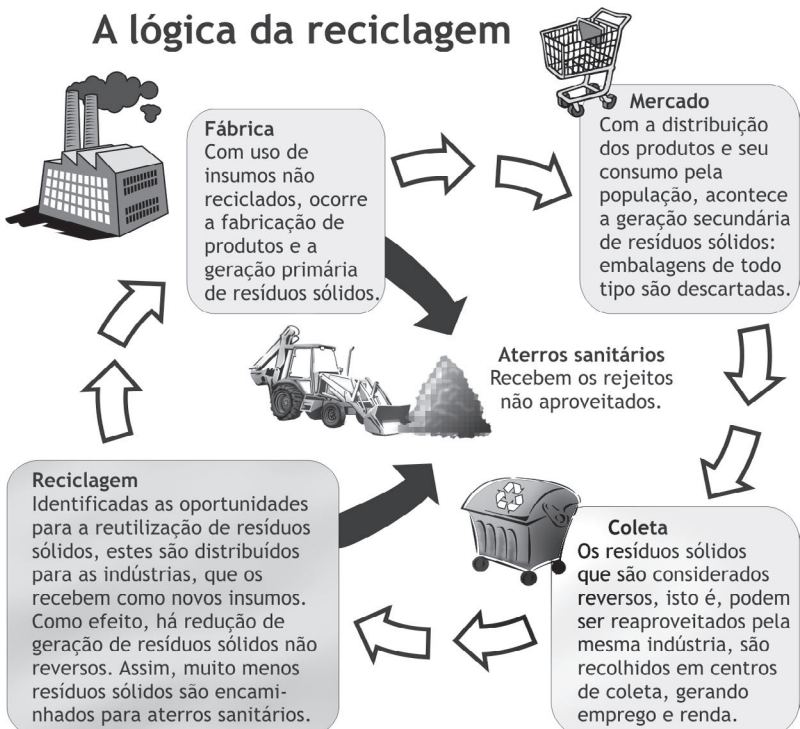 A lógica da reciclagem
Fábrica
Com uso de
insumos não
reciclados, ocorre
a fabricação de
produtos e a
geração primária
de resíduos sólidos.
Mercado
Com a distribuição
dos produtos e seu
consumo pela
população, acontece
a geração secundária
de resíduos sólidos:
embalagens de todo
tipo são descartadas.
Aterros sanitários
Recebem os rejeitos
não aproveitados.
Coleta
Os resíduos sólidos
que são considerados
reversos, isto é, podem
ser reaproveitados pela
mesma indústria, são
recolhidos em centros
de coleta, gerando
emprego e renda.
Reciclagem
Identificadas as oportunidades
para a reutilização de resíduos
sólidos, estes são distribuídos
para as indústrias, que os
recebem como novos insumos.
Como efeito, há redução de
geração de resíduos sólidos não
reversos. Assim, muito menos
resíduos sólidos são encami-
nhados para aterros sanitários.